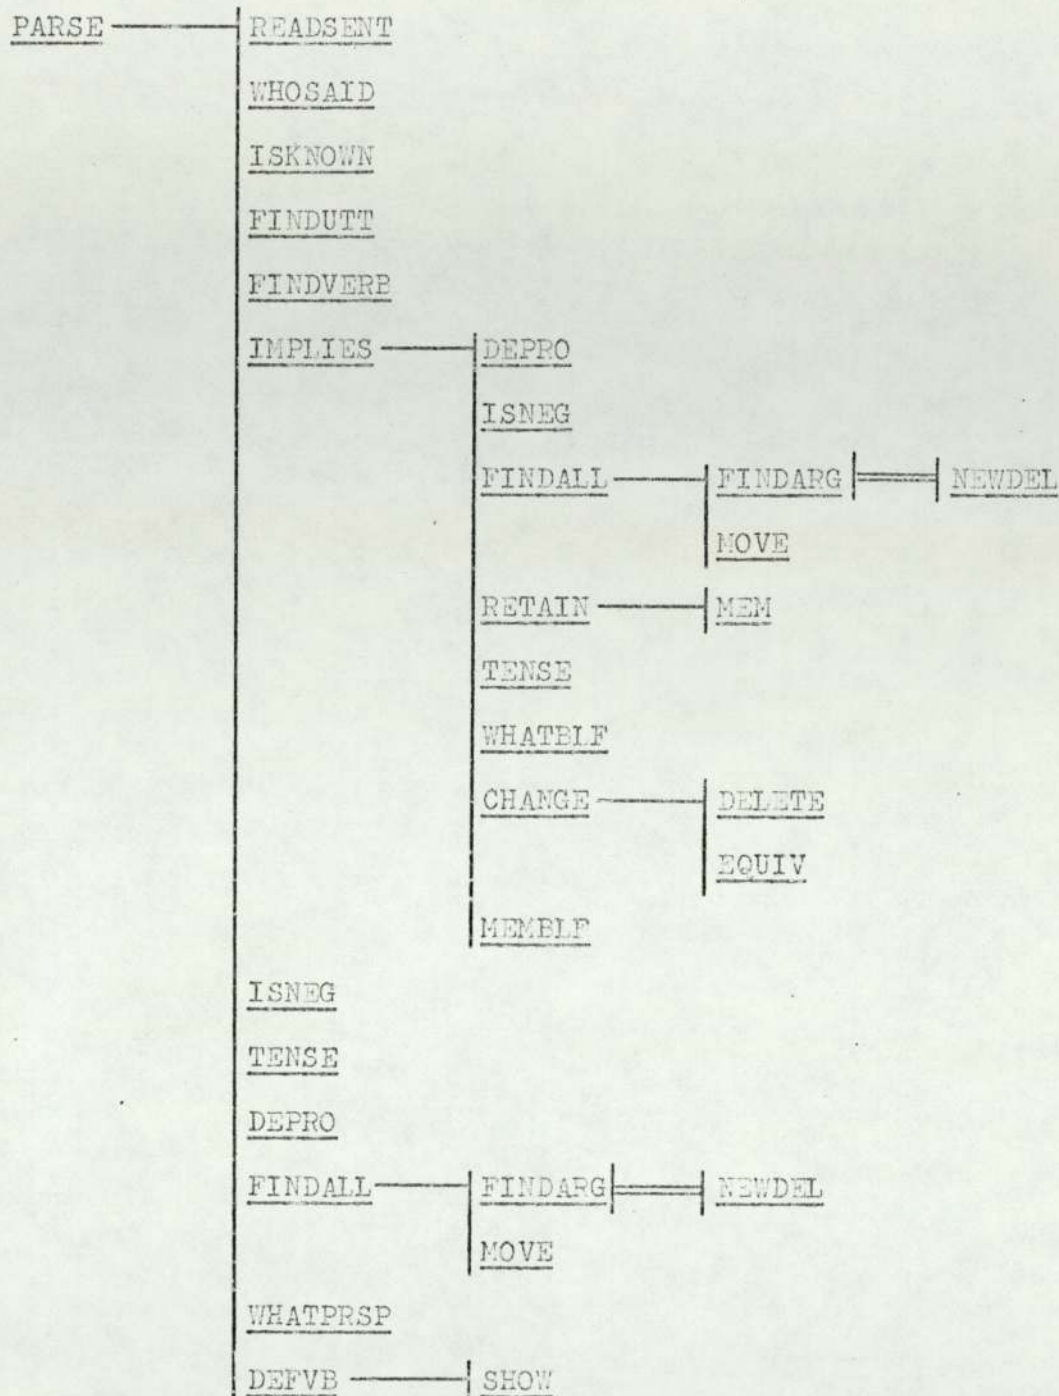 PARSE READSENT
WHOSAID
ISKNOWN
FINDUTT
FINDVERB
IMPLIES DEPRO
ISNEG
FINDALL FINDARG NEWDEL
MOVE
RETAIN MEM
TENSE
WHATBLF
CHANGE DELETE
EQUIV
MEMBLF
ISNEG
TENSE
DEPRO
FINDALL FINDARG NEWDEL
MOVE
WHATPRSP
DEFVB SHOW